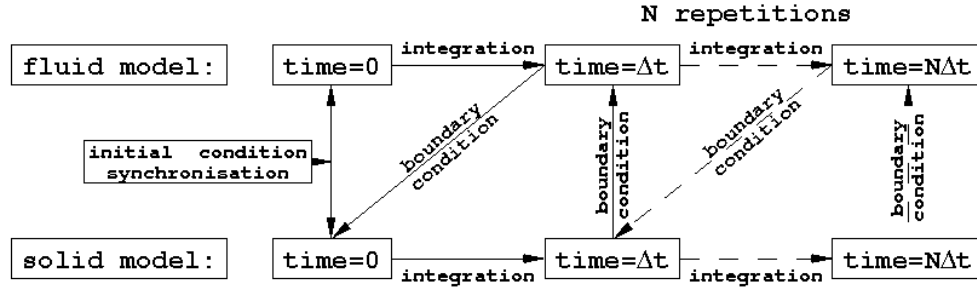 N repetitions
fluid model:
time=0
integration
time=Δt
integration
time=NΔt
boundary
condition
boundary
condition
boundary
condition
boundary
condition
initial condition
synchronisation
solid model:
time=0
integration
time=Δt
integration
time=NΔt